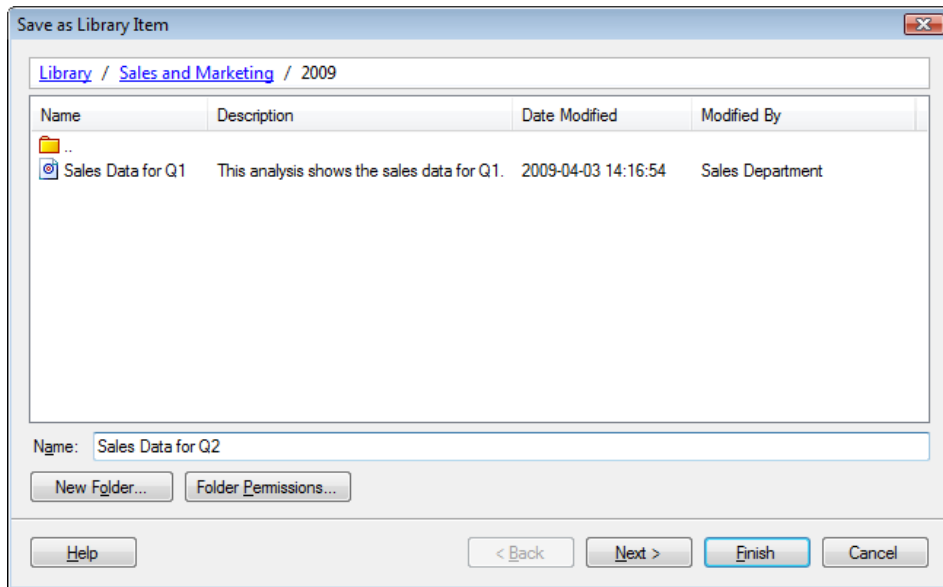 Save as Library Item
Library / Sales and Marketing / 2009
Name Description Date Modified Modified By
..
Sales Data for Q1 This analysis shows the sales data for Q1. 2009-04-03 14:16:54 Sales Department
Name: Sales Data for Q2
New Folder... Folder Permissions...
Help < Back Next > Finish Cancel